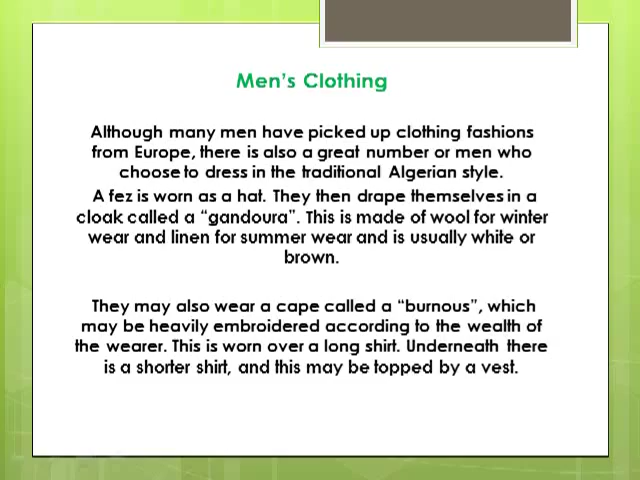 Men's Clothing
Although many men have picked up clothing fashions
from Europe, there is also a great number or men who
choose to dress in the traditional Algerian style.
A fez is worn as a hat. They then drape themselves in a
cloak called a “gandoura”. This is made of wool for winter
wear and linen for summer wear and is usually white or
brown.
They may also wear a cape called a “burnous”, which
may be heavily embroidered according to the wealth of
the wearer. This is worn over a long shirt. Underneath there
is a shorter shirt, and this may be topped by a vest.